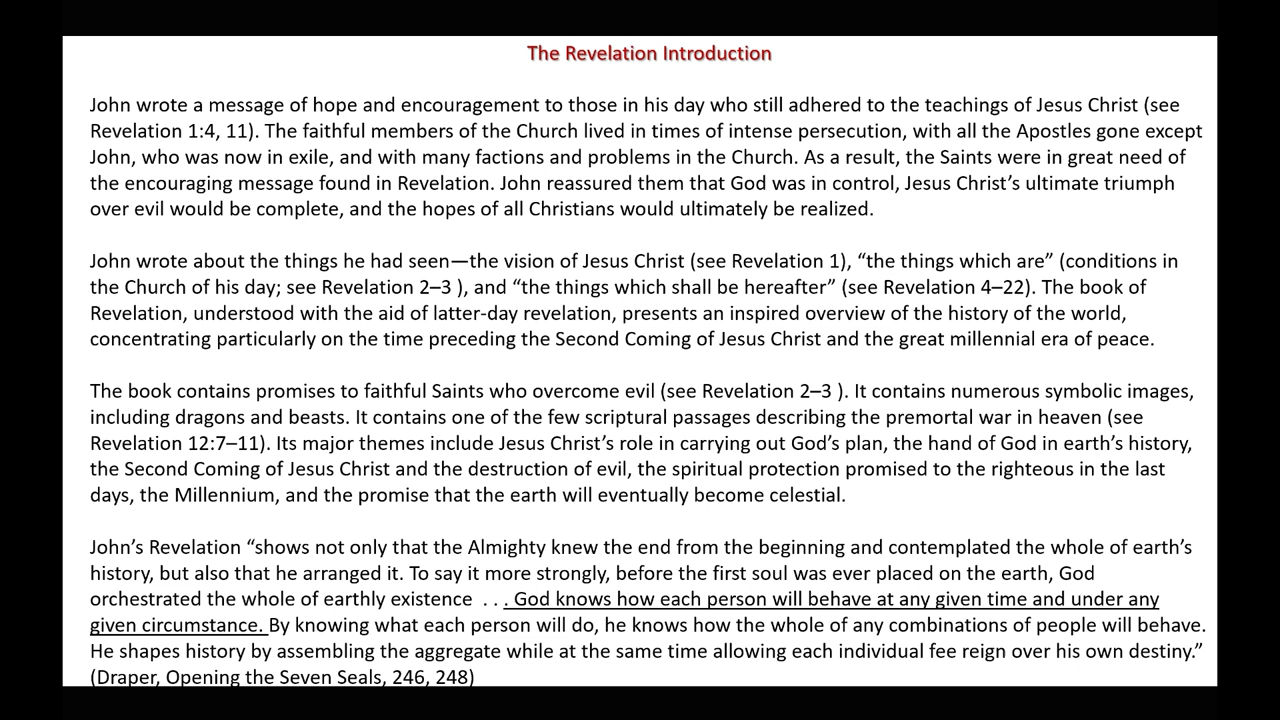 The Revelation Introduction
John wrote a message of hope and encouragement to those in his day who still adhered to the teachings of Jesus Christ (see
Revelation 1:4, 11). The faithful members of the Church lived in times of intense persecution, with all the Apostles gone except
John, who was now in exile, and with many factions and problems in the Church. As a result, the Saints were in great need of
the encouraging message found in Revelation. John reassured them that God was in control, Jesus Christ’s ultimate triumph
over evil would be complete, and the hopes of all Christians would ultimately be realized.
John wrote about the things he had seen—the vision of Jesus Christ (see Revelation 1), “the things which are” (conditions in
the Church of his day; see Revelation 2–3 ), and “the things which shall be hereafter” (see Revelation 4–22). The book of
Revelation, understood with the aid of latter-day revelation, presents an inspired overview of the history of the world,
concentrating particularly on the time preceding the Second Coming of Jesus Christ and the great millennial era of peace.
The book contains promises to faithful Saints who overcome evil (see Revelation 2–3 ). It contains numerous symbolic images,
including dragons and beasts. It contains one of the few scriptural passages describing the premortal war in heaven (see
Revelation 12:7–11). Its major themes include Jesus Christ’s role in carrying out God’s plan, the hand of God in earth’s history,
the Second Coming of Jesus Christ and the destruction of evil, the spiritual protection promised to the righteous in the last
days, the Millennium, and the promise that the earth will eventually become celestial.
John’s Revelation “shows not only that the Almighty knew the end from the beginning and contemplated the whole of earth’s
history, but also that he arranged it. To say it more strongly, before the first soul was ever placed on the earth, God
orchestrated the whole of earthly existence . . . God knows how each person will behave at any given time and under any
given circumstance. By knowing what each person will do, he knows how the whole of any combinations of people will behave.
He shapes history by assembling the aggregate while at the same time allowing each individual fee reign over his own destiny.”
(Draper, Opening the Seven Seals, 246, 248)